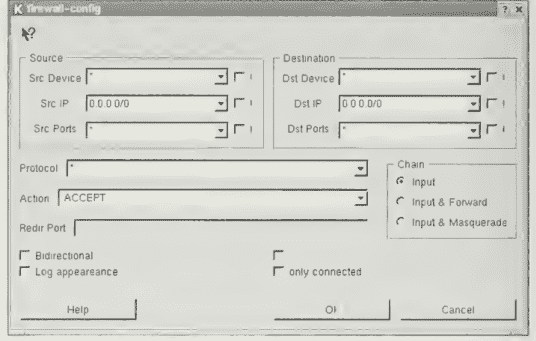 firewall-config
Source
Destination
Src Device *
Dst Device *
Src IP 0.0.0.0/0 !
Dst IP 0.0.0.0/0 !
Src Ports * !
Dst Ports * !
Protocol *
Chain
Input
Action ACCEPT
Input & Forward
Redir Port
Input & Masquerade
Bidirectional
Log appeareance
only connected
Help
Cancel